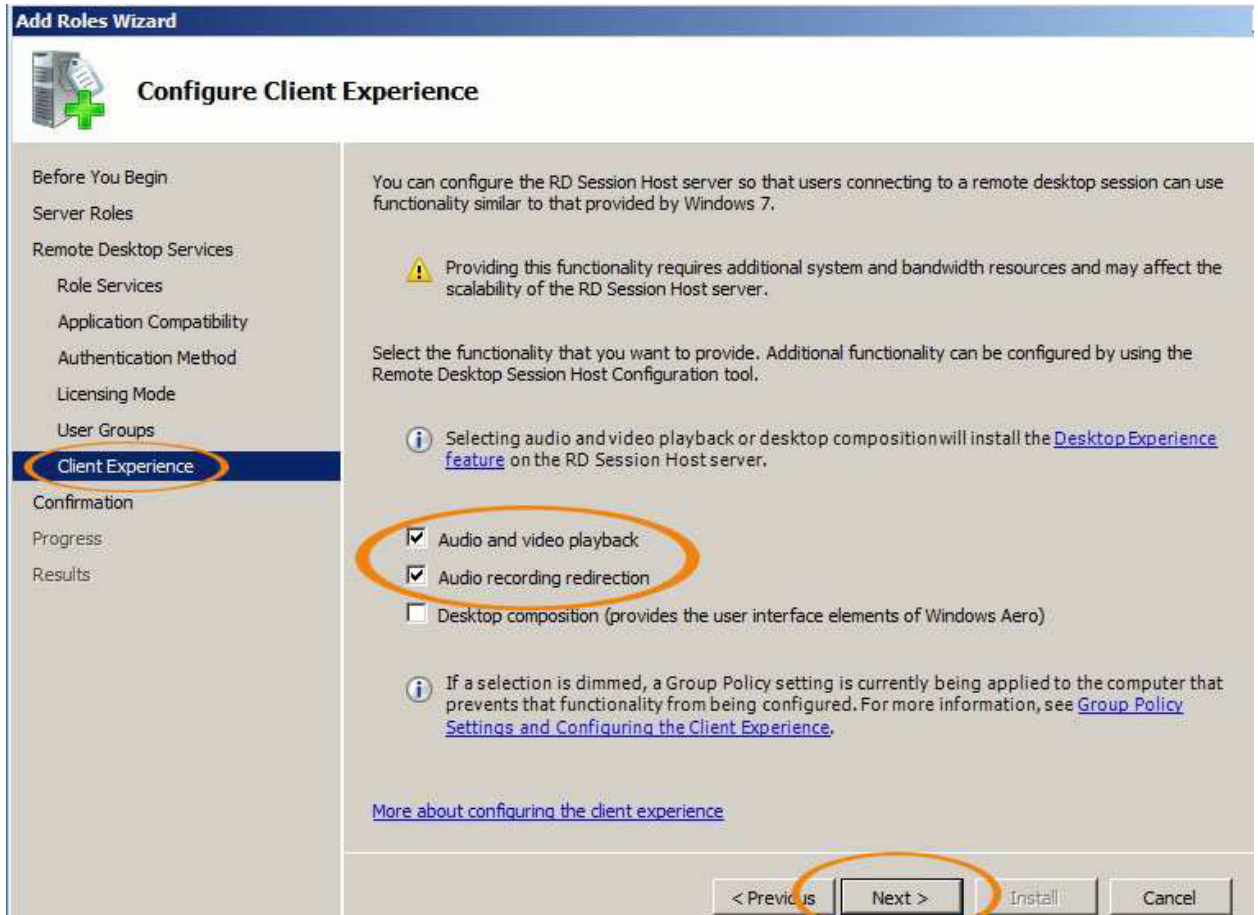 Add Roles Wizard
Configure Client Experience
Before You Begin
Server Roles
Remote Desktop Services
Role Services
Application Compatibility
Authentication Method
Licensing Mode
User Groups
Client Experience
Confirmation
Progress
Results
You can configure the RD Session Host server so that users connecting to a remote desktop session can use
functionality similar to that provided by Windows 7.
Providing this functionality requires additional system and bandwidth resources and may affect the
scalability of the RD Session Host server.
Select the functionality that you want to provide. Additional functionality can be configured by using the
Remote Desktop Session Host Configuration tool.
Selecting audio and video playback or desktop composition will install the Desktop Experience
feature on the RD Session Host server.
Audio and video playback
Audio recording redirection
Desktop composition (provides the user interface elements of Windows Aero)
If a selection is dimmed, a Group Policy setting is currently being applied to the computer that
prevents that functionality from being configured. For more information, see Group Policy
Settings and Configuring the Client Experience.
More about configuring the client experience
< Previous Next > Install Cancel